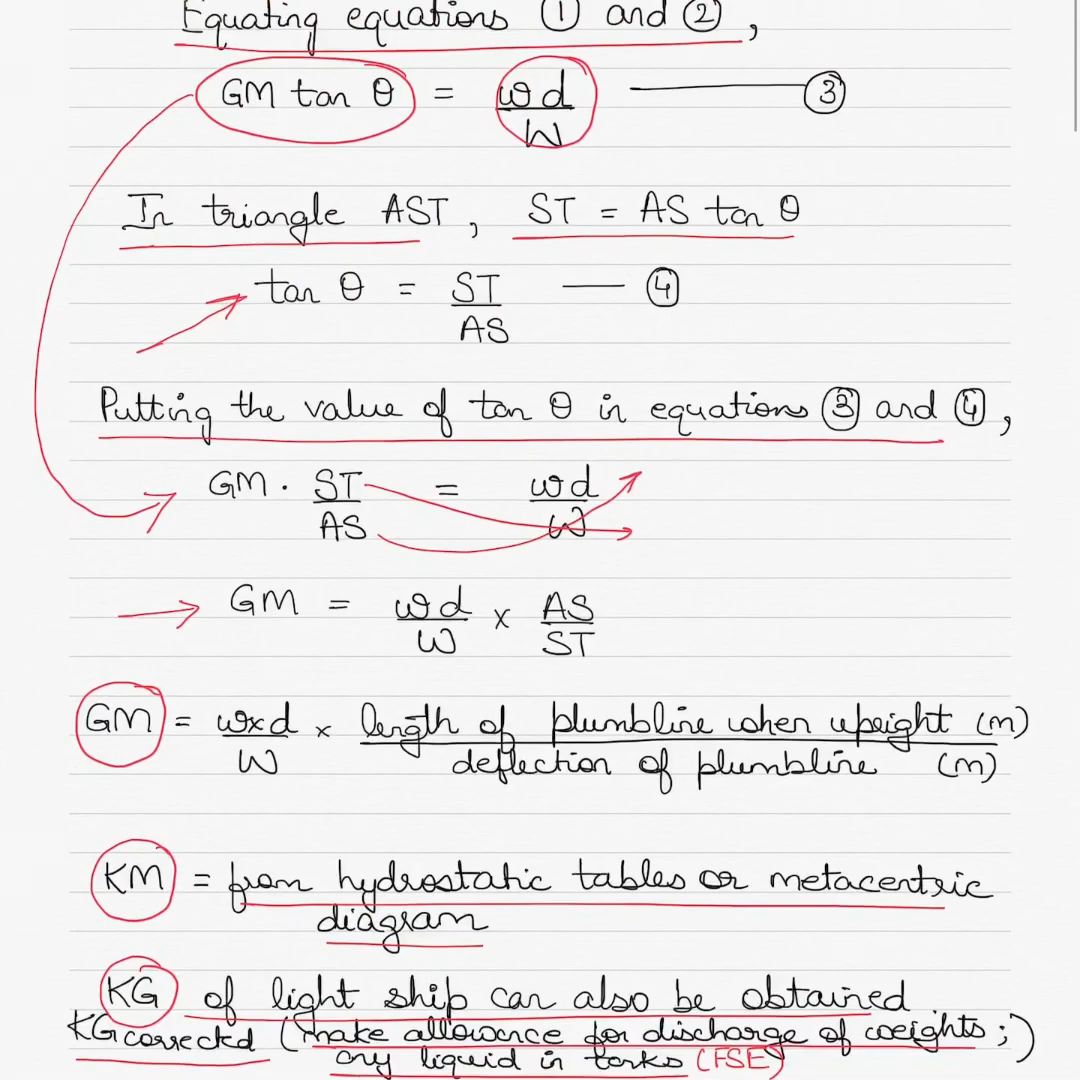 Equating equations ① and ②,
GM tan θ = wd / W ——— ③
In triangle AST, ST = AS tan θ
tan θ = ST / AS —— ④
Putting the value of tan θ in equations ③ and ④,
GM · ST / AS = wd / W
GM = wd / W × AS / ST
GM = w×d / W × length of plumbline when upright (m) / deflection of plumbline (m)
KM = from hydrostatic tables or metacentric
diagram
KG of light ship can also be obtained
KG corrected (make allowance for discharge of weights;)
any liquid in tanks (FSE)